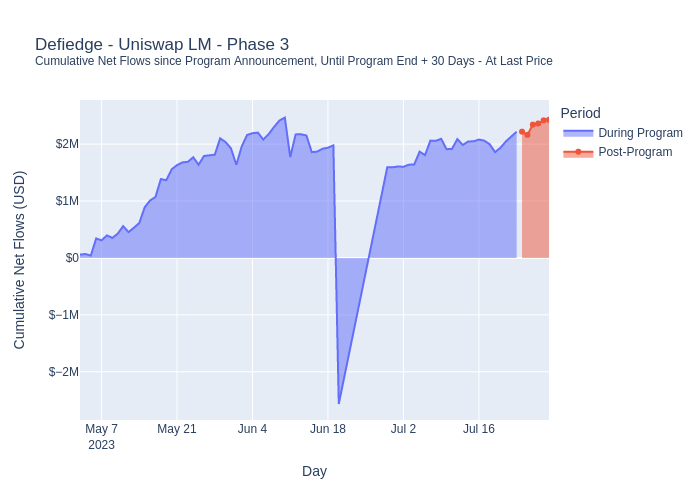 Defiedge - Uniswap LM - Phase 3
Cumulative Net Flows since Program Announcement, Until Program End + 30 Days - At Last Price
Period
During Program
Post-Program
$2M
$1M
$0
$−1M
$−2M
Cumulative Net Flows (USD)
May 7
2023
May 21
Jun 4
Jun 18
Jul 2
Jul 16
Day